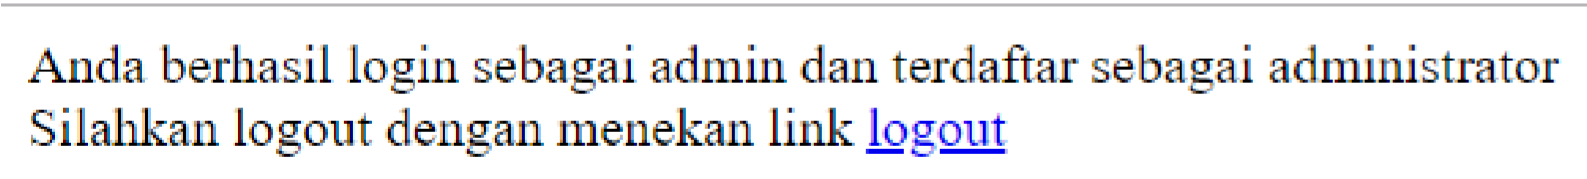 Anda berhasil login sebagai admin dan terdaftar sebagai administrator
Silahkan logout dengan menekan link logout